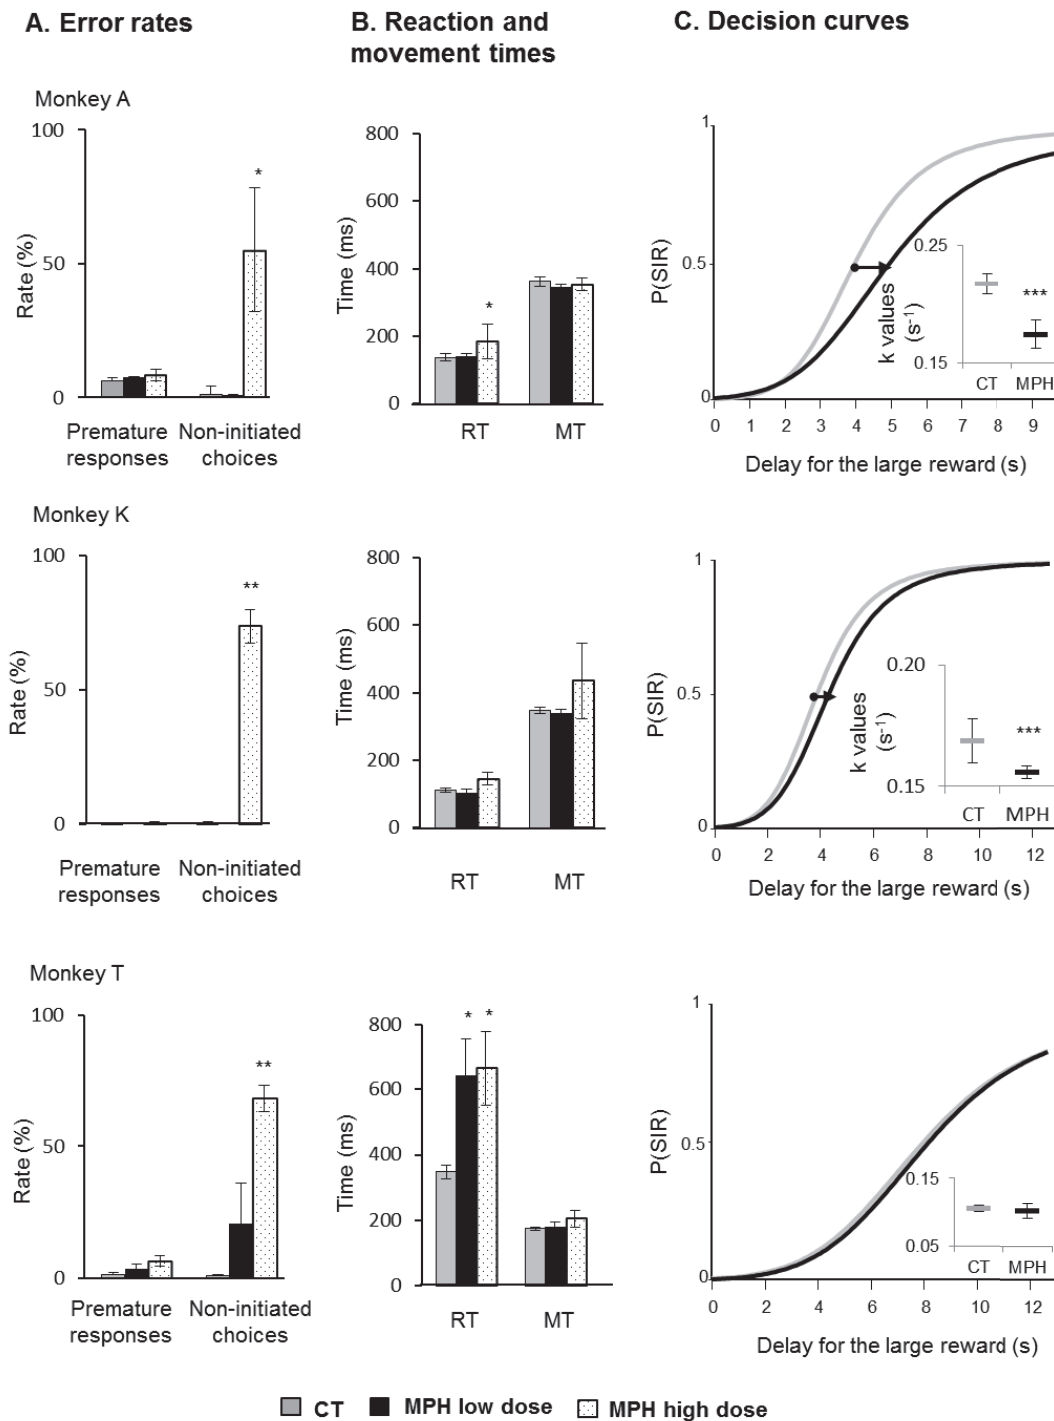 A. Error rates
B. Reaction and
movement times
C. Decision curves
Monkey A
100
50
0
Rate (%)
*
Premature
responses
Non-initiated
choices
800
600
400
200
0
Time (ms)
*
RT
MT
1
0.5
0
P(SIR)
0 1 2 3 4 5 6 7 8 9
Delay for the large reward (s)
0.25
0.15
k values
(s-1)
***
CT MPH
Monkey K
100
50
0
Rate (%)
**
Premature
responses
Non-initiated
choices
800
600
400
200
0
Time (ms)
RT
MT
1
0.5
0
P(SIR)
0 2 4 6 8 10 12
Delay for the large reward (s)
0.20
0.15
k values
(s-1)
***
CT MPH
Monkey T
100
50
0
Rate (%)
**
Premature
responses
Non-initiated
choices
800
600
400
200
0
Time (ms)
* *
RT
MT
1
0.5
0
P(SIR)
0 2 4 6 8 10 12
Delay for the large reward (s)
0.15
0.05
CT MPH
CT MPH low dose MPH high dose